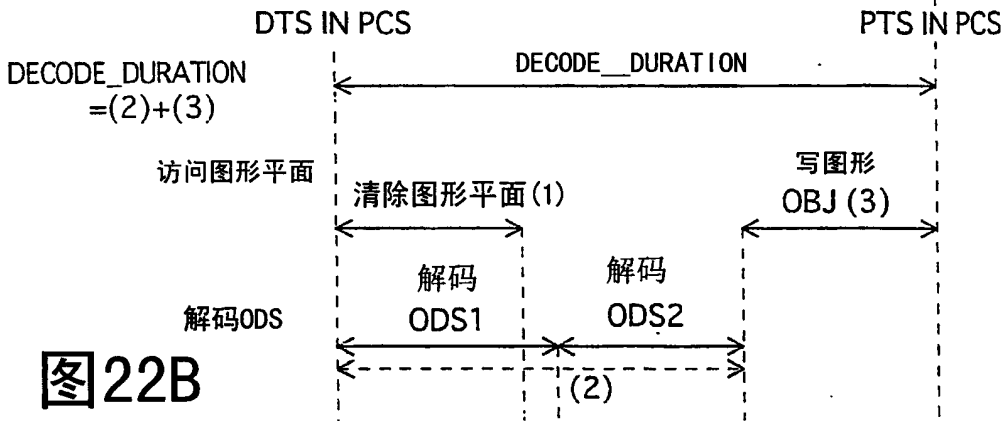 DTS IN PCS
PTS IN PCS
DECODE_DURATION
=(2)+(3)
DECODE__DURATION
访问图形平面
清除图形平面(1)
写图形
OBJ (3)
解码ODS
解码
ODS1
解码
ODS2
(2)
图22B